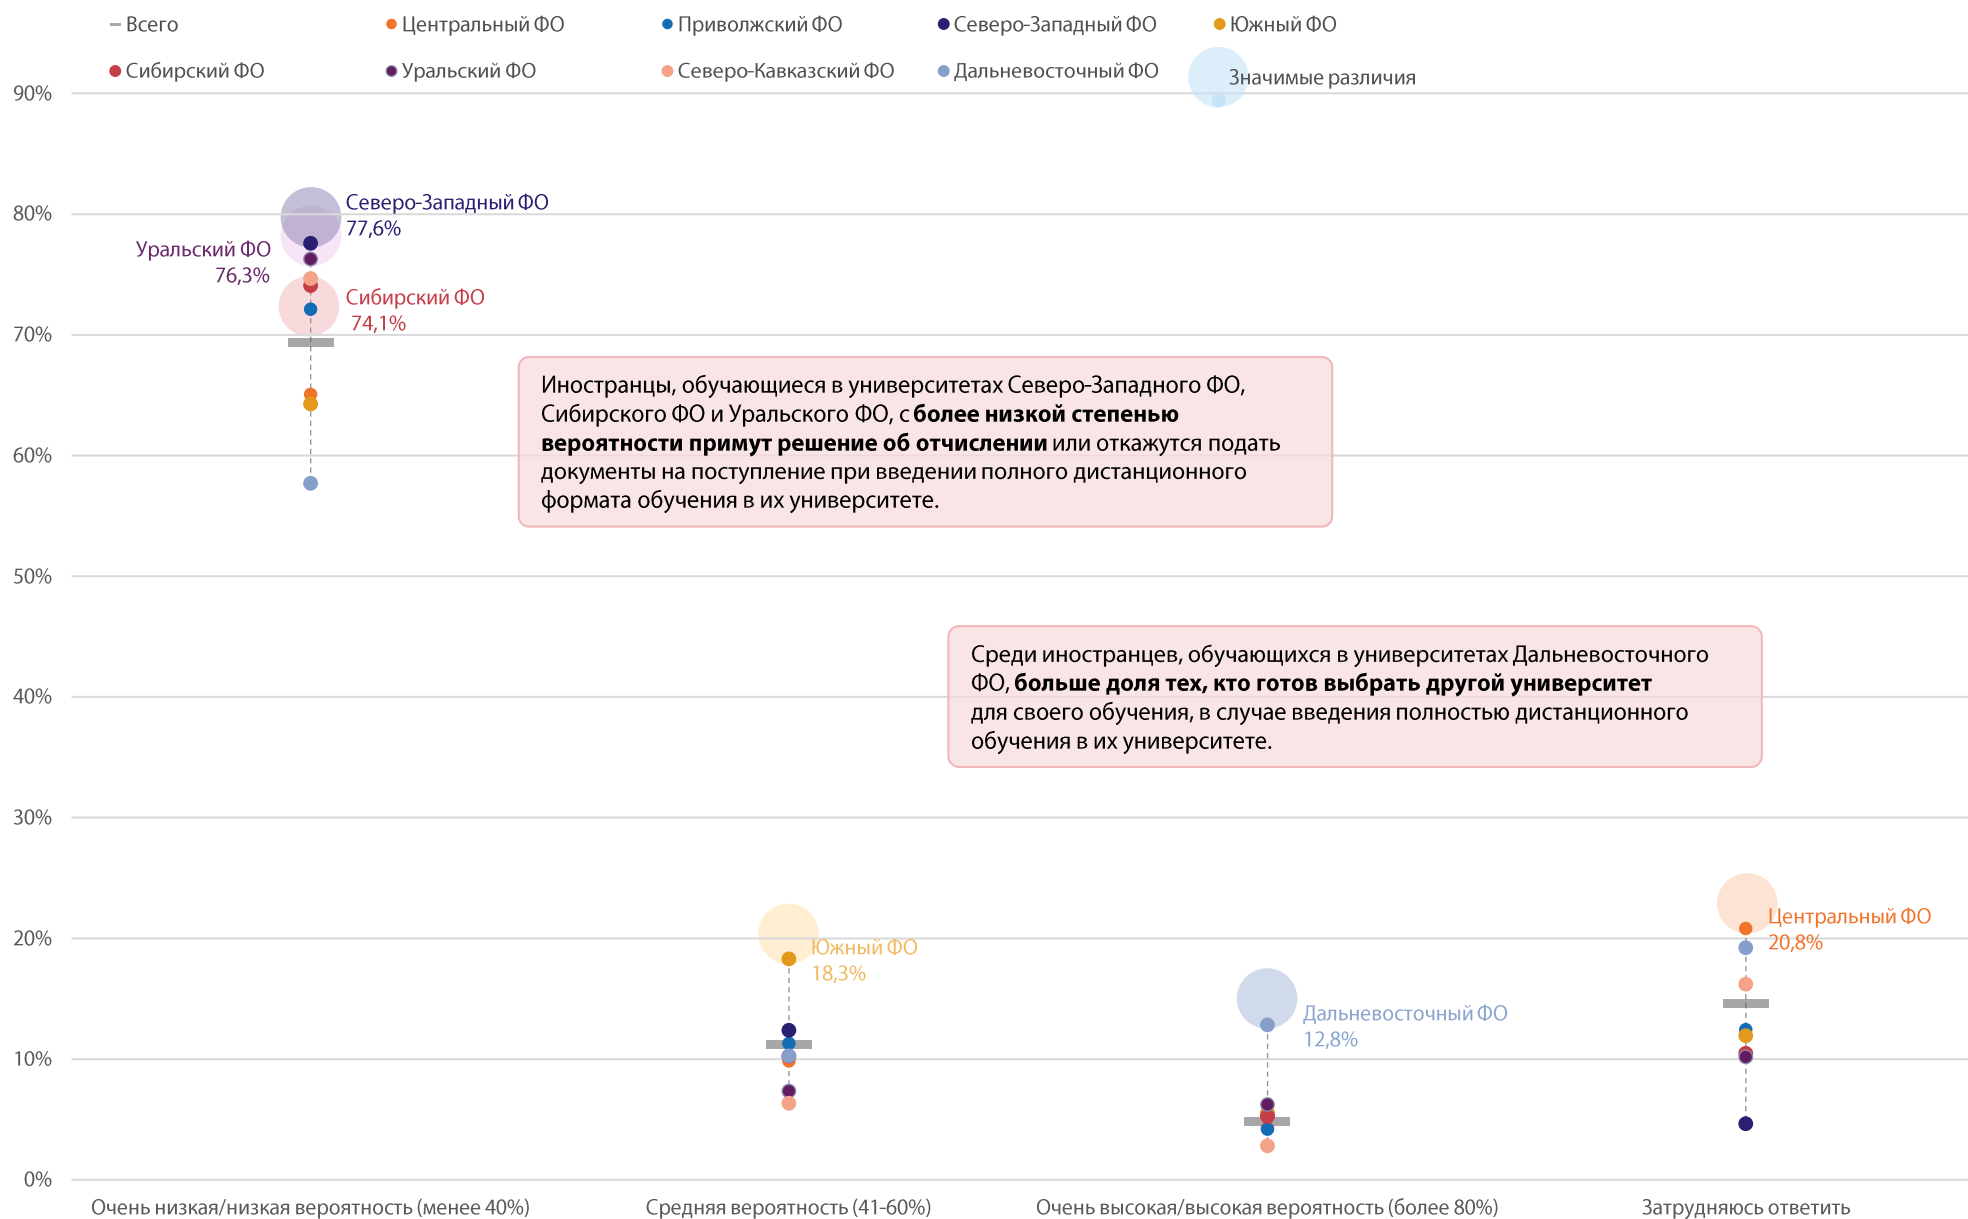 Всего
Центральный ФО
Приволжский ФО
Северо-Западный ФО
Южный ФО
Сибирский ФО
Уральский ФО
Северо-Кавказский ФО
Дальневосточный ФО
Значимые различия
90%
80%
70%
60%
50%
40%
30%
20%
10%
0%
Северо-Западный ФО
77,6%
Уральский ФО
76,3%
Сибирский ФО
74,1%
Иностранцы, обучающиеся в университетах Северо-Западного ФО,
Сибирского ФО и Уральского ФО, с более низкой степенью
вероятности примут решение об отчислении или откажутся подать
документы на поступление при введении полного дистанционного
формата обучения в их университете.
Среди иностранцев, обучающихся в университетах Дальневосточного
ФО, больше доля тех, кто готов выбрать другой университет
для своего обучения, в случае введения полностью дистанционного
обучения в их университете.
Южный ФО
18,3%
Дальневосточный ФО
12,8%
Центральный ФО
20,8%
Очень низкая/низкая вероятность (менее 40%)
Средняя вероятность (41-60%)
Очень высокая/высокая вероятность (более 80%)
Затрудняюсь ответить